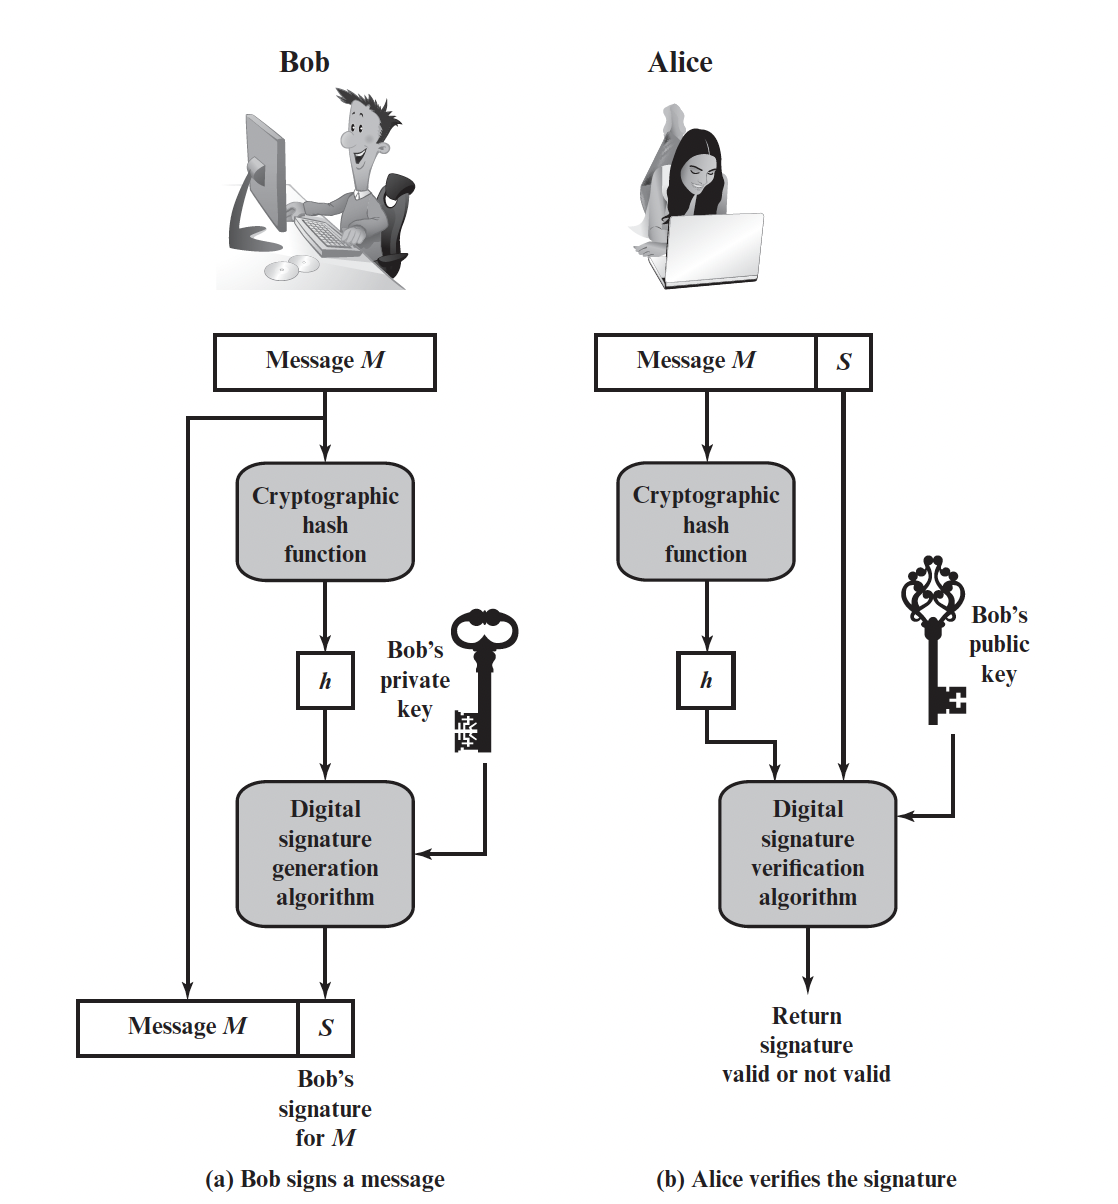 Bob
Message M
Cryptographic
hash
function
h
Bob’s
private
key
Digital
signature
generation
algorithm
Message M
S
Bob’s
signature
for M
(a) Bob signs a message
Alice
Message M
S
Cryptographic
hash
function
h
Bob’s
public
key
Digital
signature
verification
algorithm
Return
signature
valid or not valid
(b) Alice verifies the signature